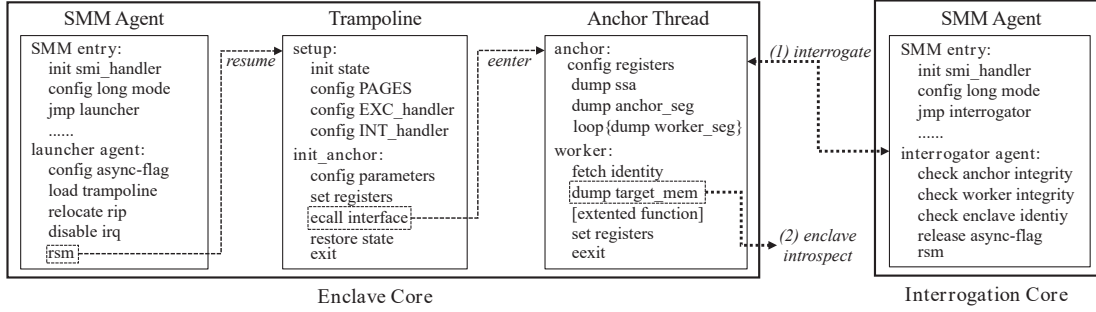 SMM Agent
SMM entry:
init smi_handler
config long mode
jmp launcher
......
launcher agent:
config async-flag
load trampoline
relocate rip
disable irq
rsm
resume
Trampoline
setup:
init state
config PAGES
config EXC_handler
config INT_handler
init_anchor:
config parameters
set registers
ecall interface
restore state
exit
eenter
Anchor Thread
anchor:
config registers
dump ssa
dump anchor_seg
loop{dump worker_seg}
worker:
fetch identity
dump target_mem
[extented function]
set registers
eexit
(1) interrogate
(2) enclave
introspect
SMM Agent
SMM entry:
init smi_handler
config long mode
jmp interrogator
......
interrogator agent:
check anchor integrity
check worker integrity
check enclave identiy
release async-flag
rsm
Enclave Core
Interrogation Core